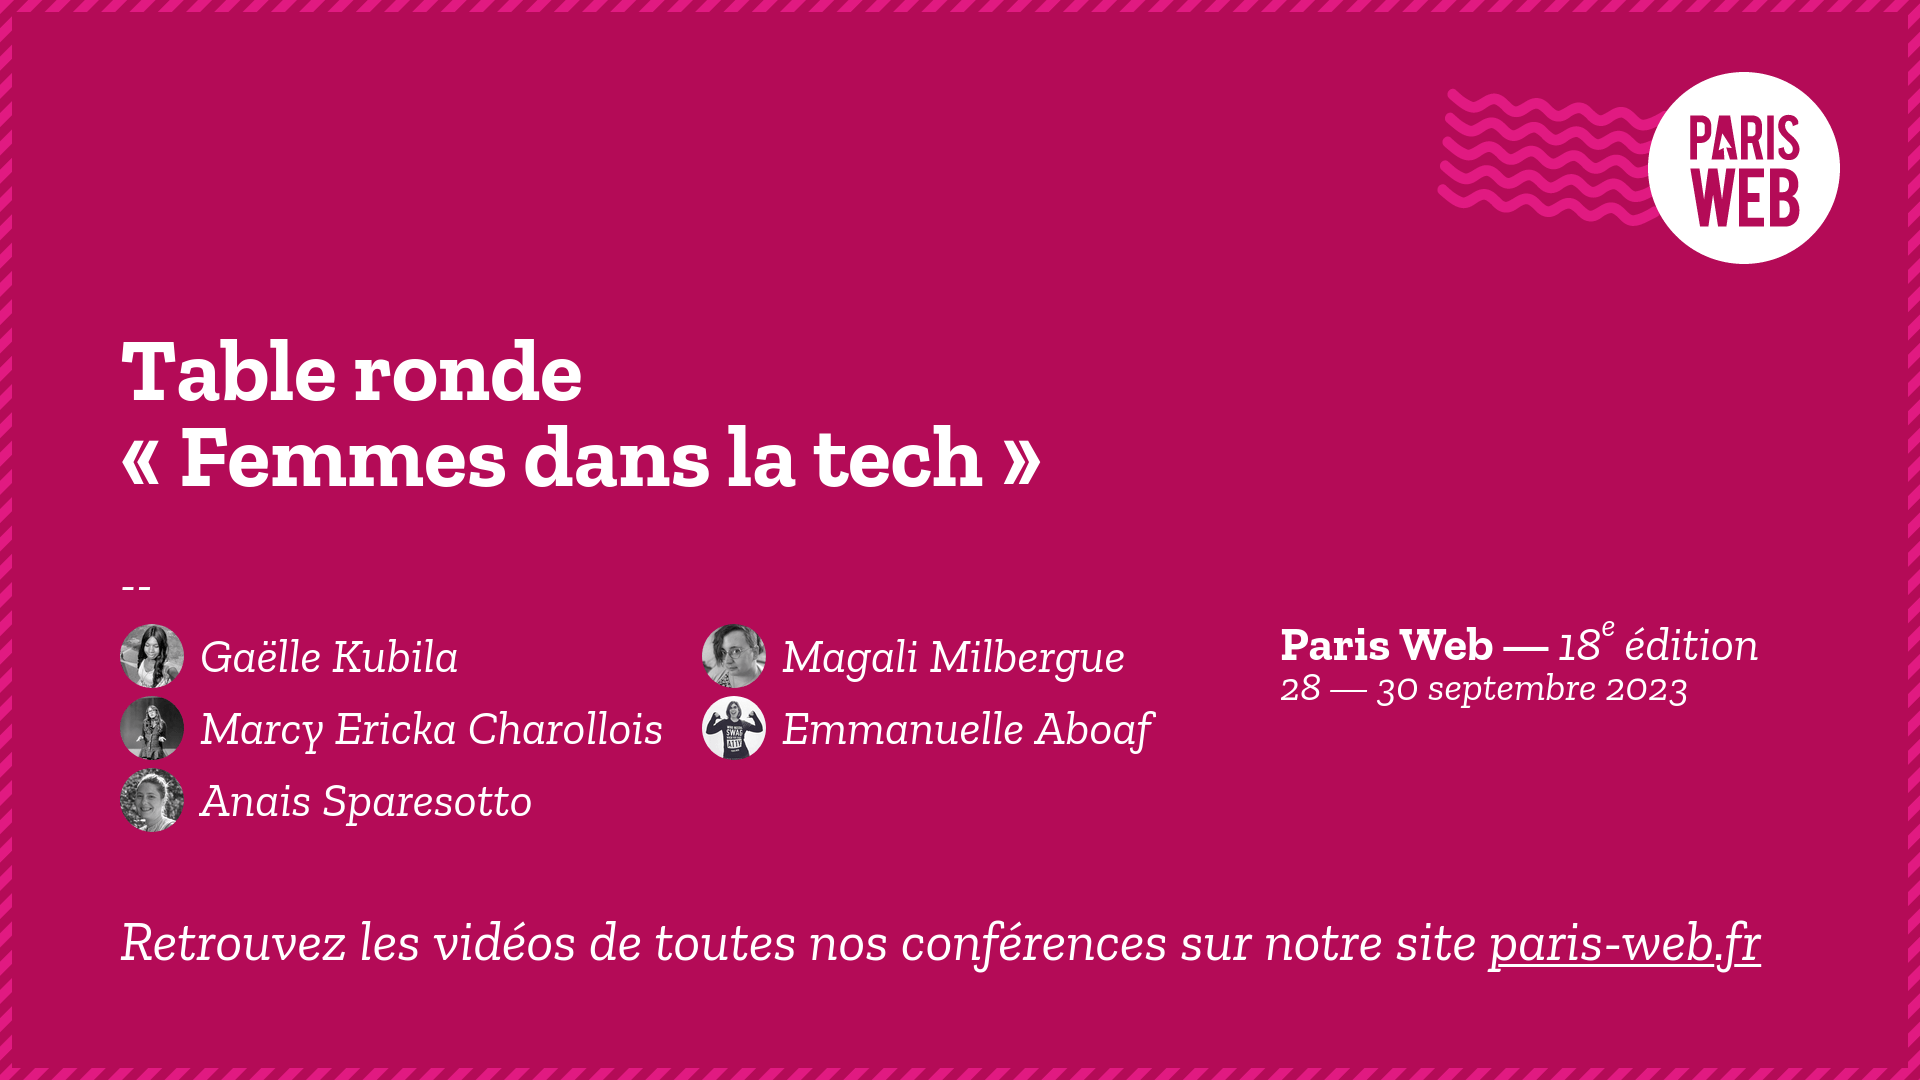 PARIS
WEB
Table ronde
« Femmes dans la tech »
--
Gaëlle Kubila
Marcy Ericka Charollois
Anais Sparesotto
Magali Milbergue
Emmanuelle Aboaf
Paris Web — 18e édition
28 — 30 septembre 2023
Retrouvez les vidéos de toutes nos conférences sur notre site paris-web.fr